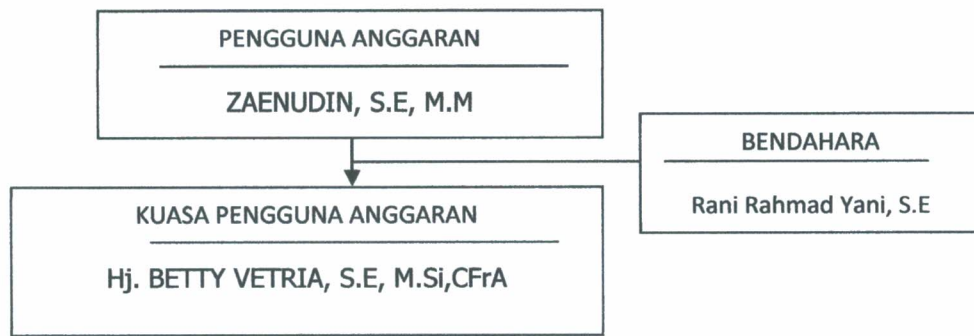 PENGGUNA ANGGARAN
ZAENUDIN, S.E, M.M
BENDAHARA
Rani Rahmad Yani, S.E
KUASA PENGGUNA ANGGARAN
Hj. BETTY VETRIA, S.E, M.Si,CFrA